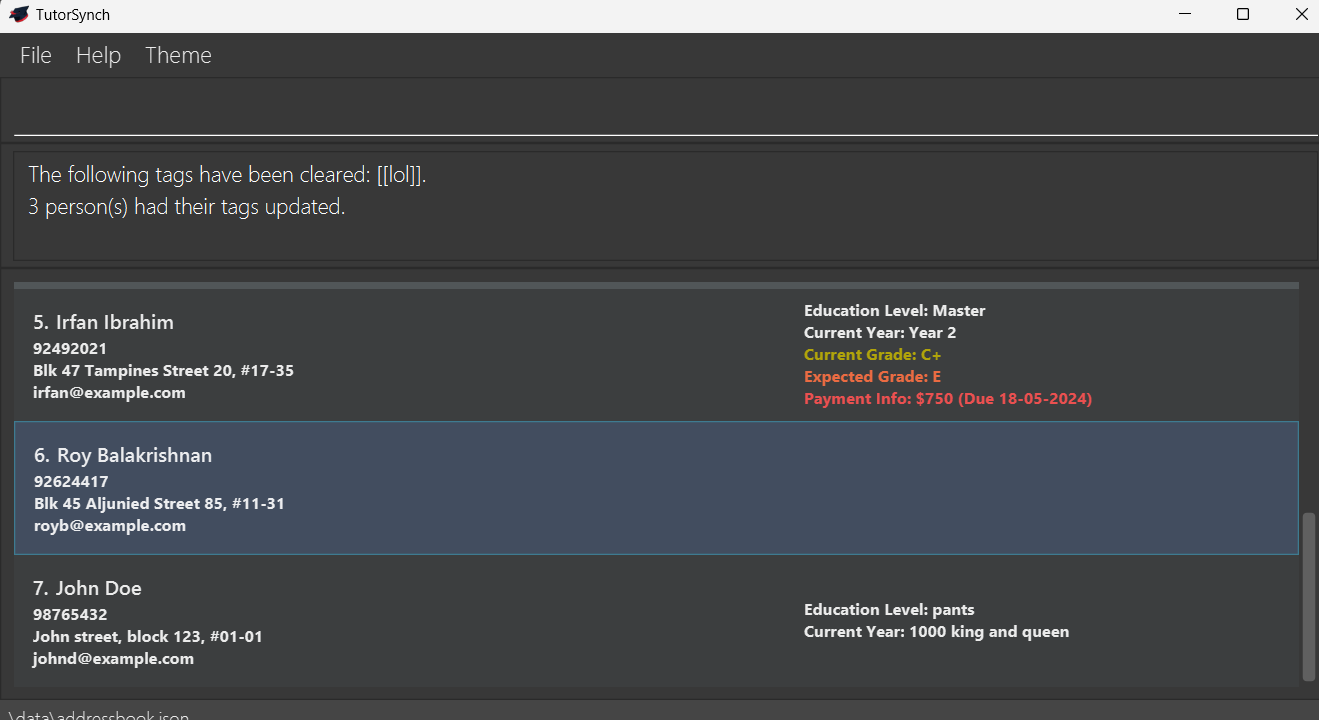 TutorSynch
File Help Theme
The following tags have been cleared: [[lol]].
3 person(s) had their tags updated.
5. Irfan Ibrahim
92492021
Blk 47 Tampines Street 20, #17-35
irfan@example.com
Education Level: Master
Current Year: Year 2
Current Grade: C+
Expected Grade: E
Payment Info: $750 (Due 18-05-2024)
6. Roy Balakrishnan
92624417
Blk 45 Aljunied Street 85, #11-31
royb@example.com
7. John Doe
98765432
John street, block 123, #01-01
johnd@example.com
Education Level: pants
Current Year: 1000 king and queen
\data\addressbook.json